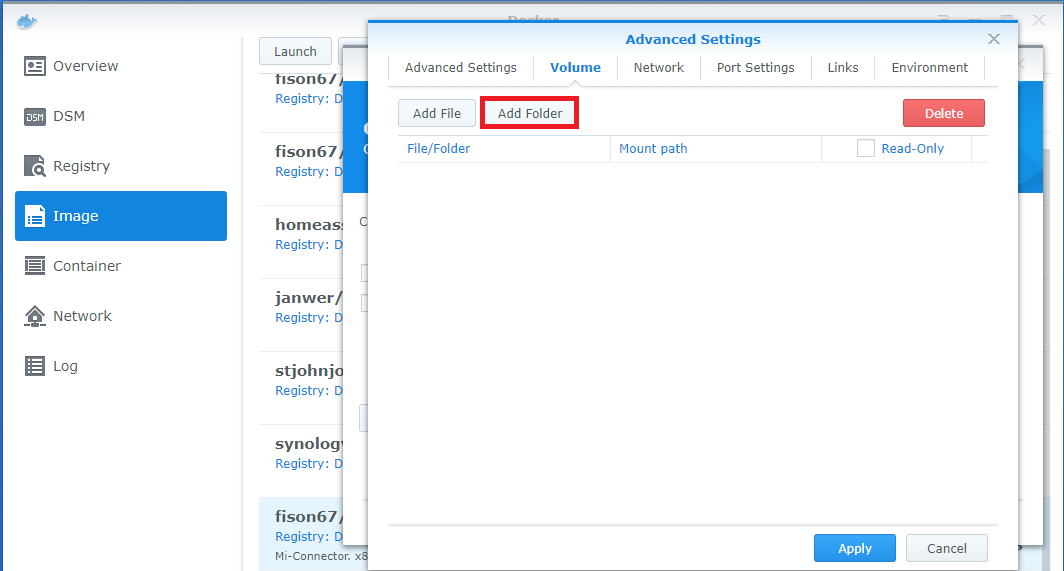 Docker
Overview
DSM
DSM
Registry
Image
Container
Network
Log
Launch
fison67/
Registry: D
fison67/
Registry: D
homeass
Registry: D
janwer/
Registry: D
stjohnjo
Registry: D
synology
Registry: D
fison67/
Registry: D
Mi-Connector. x8
Advanced Settings
Advanced Settings Volume Network Port Settings Links Environment
Add File Add Folder Delete
File/Folder Mount path Read-Only
Apply Cancel